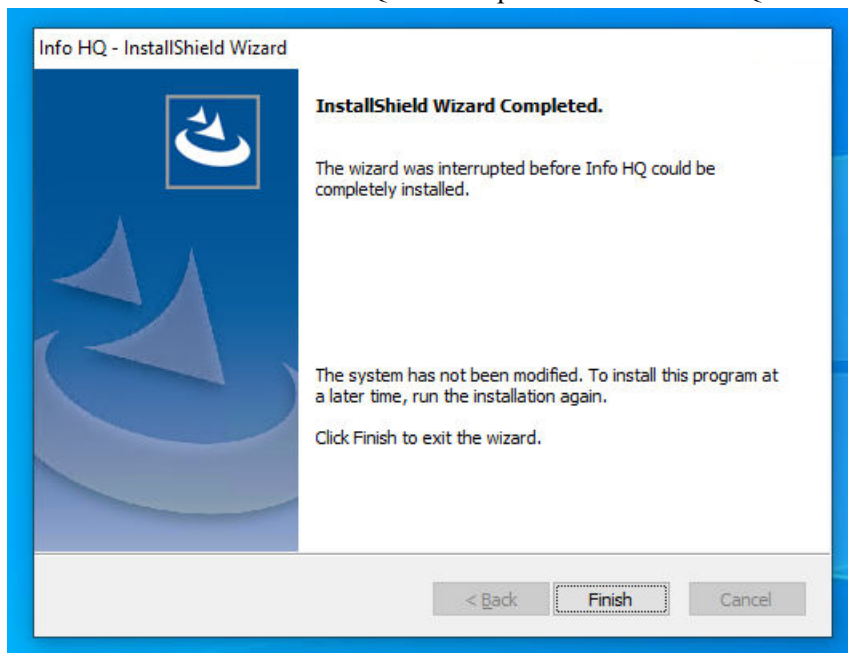 Info HQ - InstallShield Wizard
InstallShield Wizard Completed.
The wizard was interrupted before Info HQ could be
completely installed.
The system has not been modified. To install this program at
a later time, run the installation again.
Click Finish to exit the wizard.
< Back Finish Cancel